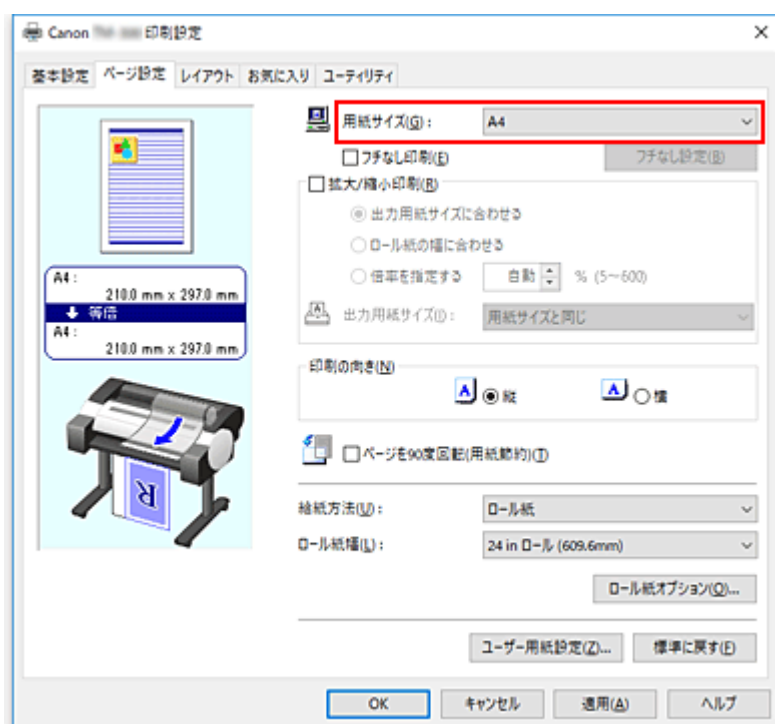 Canon 印刷設定
基本設定 ページ設定 レイアウト お気に入り ユーティリティ
用紙サイズ(G): A4
フチなし印刷(E) フチなし設定(B)
拡大/縮小印刷(R)
出力用紙サイズに合わせる
ロール紙の幅に合わせる
倍率を指定する 自動 % (5～600)
出力用紙サイズ(I): 用紙サイズと同じ
A4:
210.0 mm x 297.0 mm
等倍
A4:
210.0 mm x 297.0 mm
印刷の向き(N)
A 縦 A 横
ページを90度回転(用紙節約)(T)
給紙方法(U): ロール紙
ロール紙幅(L): 24 in ロール (609.6mm)
ロール紙オプション(O)...
ユーザー用紙設定(Z)... 標準に戻す(F)
OK キャンセル 適用(A) ヘルプ
R